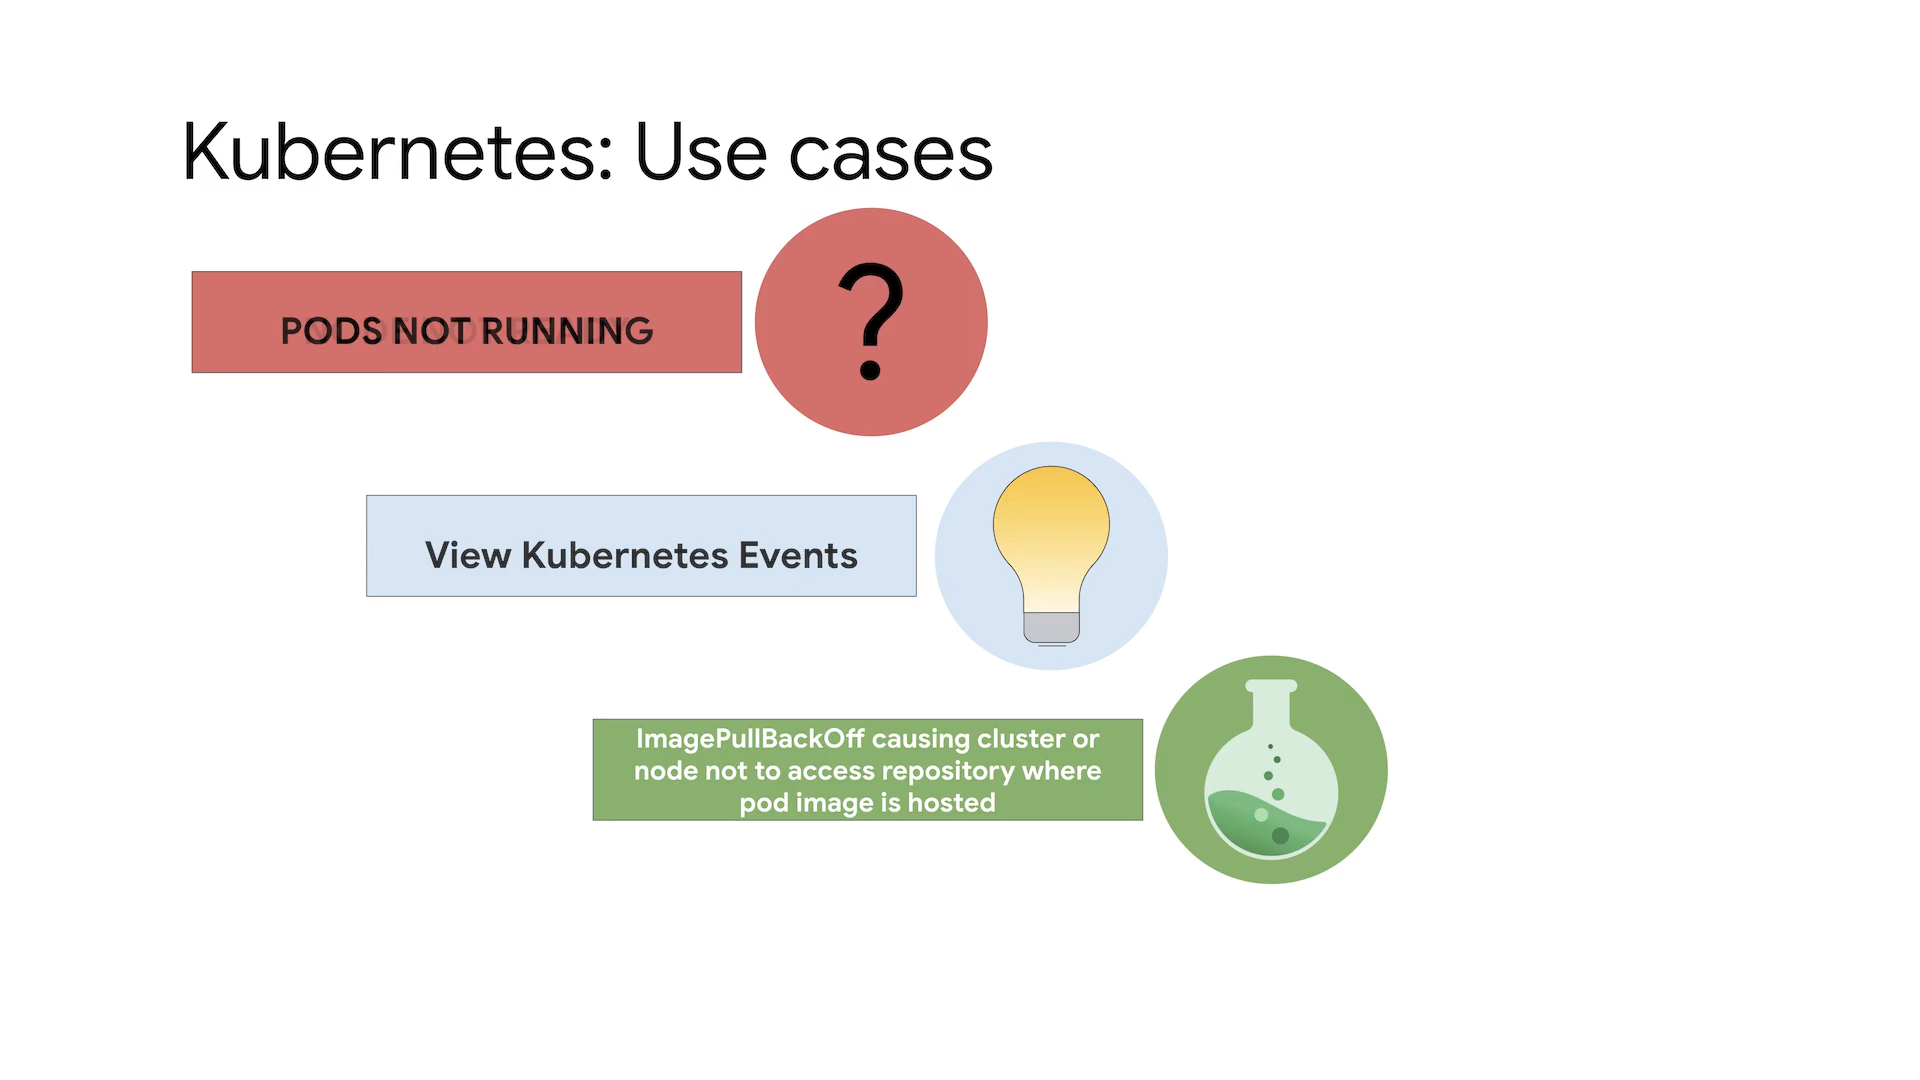 Kubernetes: Use cases
PODS NOT RUNNING
?
View Kubernetes Events
ImagePullBackOff causing cluster or
node not to access repository where
pod image is hosted